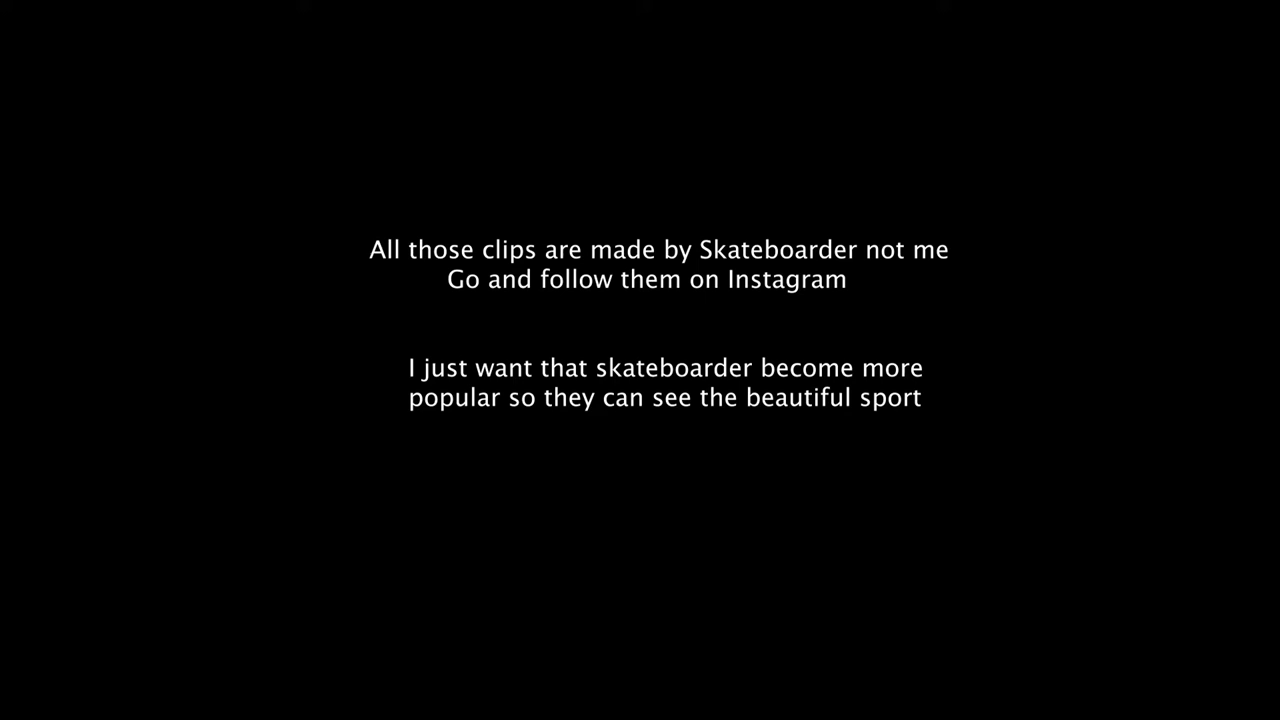 All those clips are made by Skateboarder not me
Go and follow them on Instagram
I just want that skateboarder become more
popular so they can see the beautiful sport